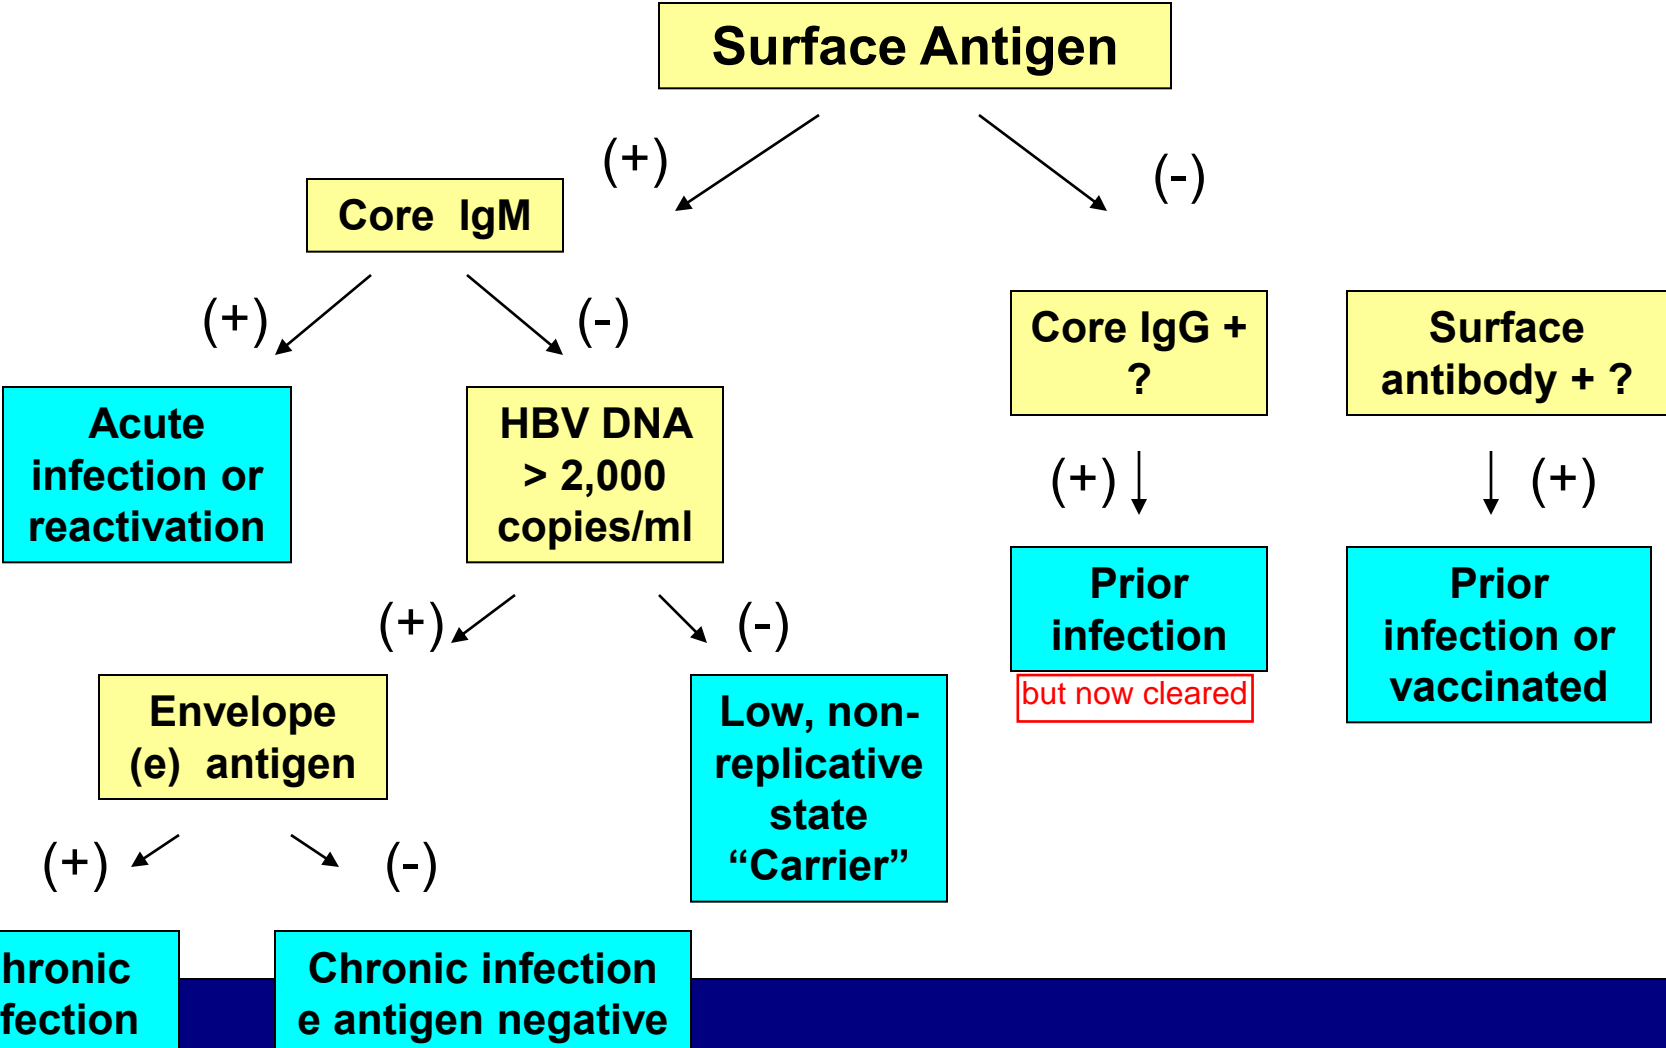 Surface Antigen
(+)
(-)
Core IgM
(+)
(-)
Core IgG +
?
Surface
antibody + ?
Acute
infection or
reactivation
HBV DNA
> 2,000
copies/ml
(+)
(+)
Prior
infection
but now cleared
Prior
infection or
vaccinated
(+)
(-)
Envelope
(e) antigen
Low, non-
replicative
state
“Carrier”
(+)
(-)
hronic
fection
Chronic infection
e antigen negative